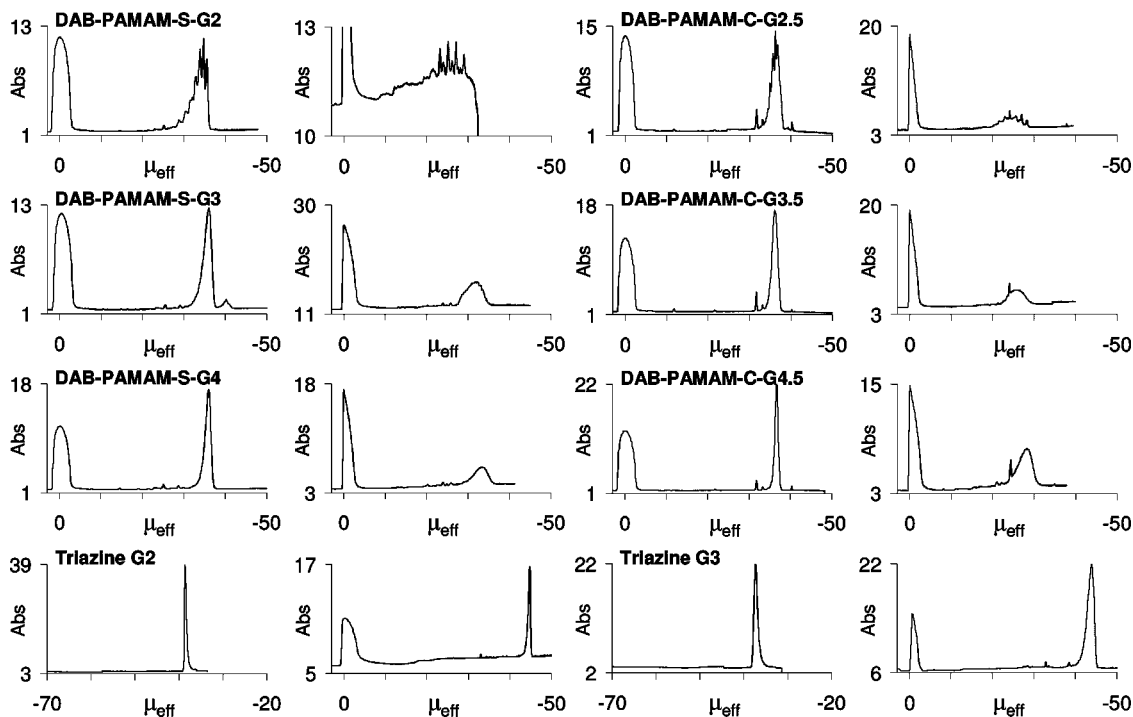 DAB-PAMAM-S-G2
13
Abs
1
0
μeff
-50
13
10
0
μeff
-50
DAB-PAMAM-C-G2.5
15
Abs
1
0
μeff
-50
20
Abs
3
0
μeff
-50
DAB-PAMAM-S-G3
13
Abs
1
0
μeff
-50
30
Abs
11
0
μeff
-50
DAB-PAMAM-C-G3.5
18
Abs
1
0
μeff
-50
20
Abs
3
0
μeff
-50
DAB-PAMAM-S-G4
18
Abs
1
0
μeff
-50
18
Abs
3
0
μeff
-50
DAB-PAMAM-C-G4.5
22
Abs
1
0
μeff
-50
15
Abs
3
0
μeff
-50
Triazine G2
39
Abs
3
-70
μeff
-20
17
Abs
5
0
μeff
-50
Triazine G3
22
Abs
2
-70
μeff
-20
22
Abs
6
0
μeff
-50